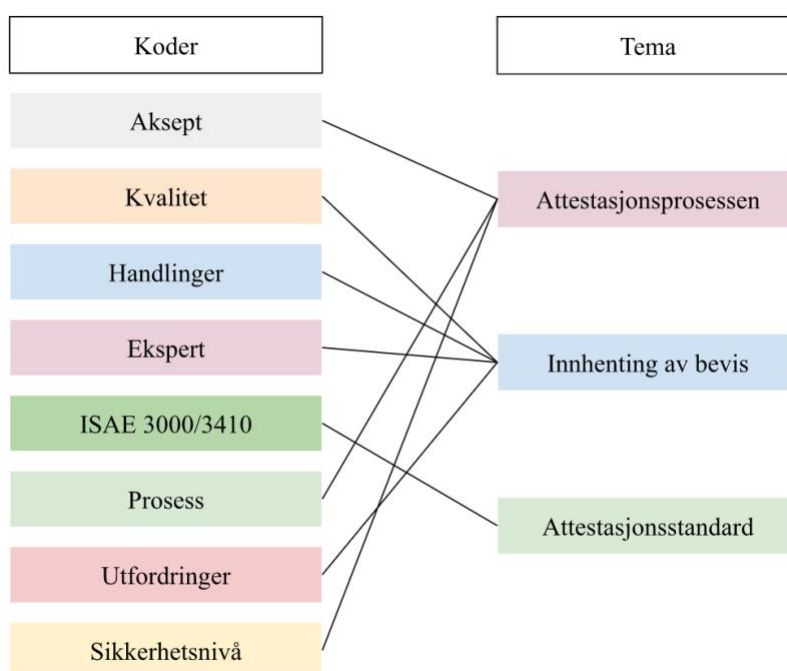 Koder
Aksept
Kvalitet
Handlinger
Ekspert
ISAE 3000/3410
Prosess
Utfordringer
Sikkerhetsnivå
Tema
Attestasjonsprosessen
Innhenting av bevis
Attestasjonsstandard